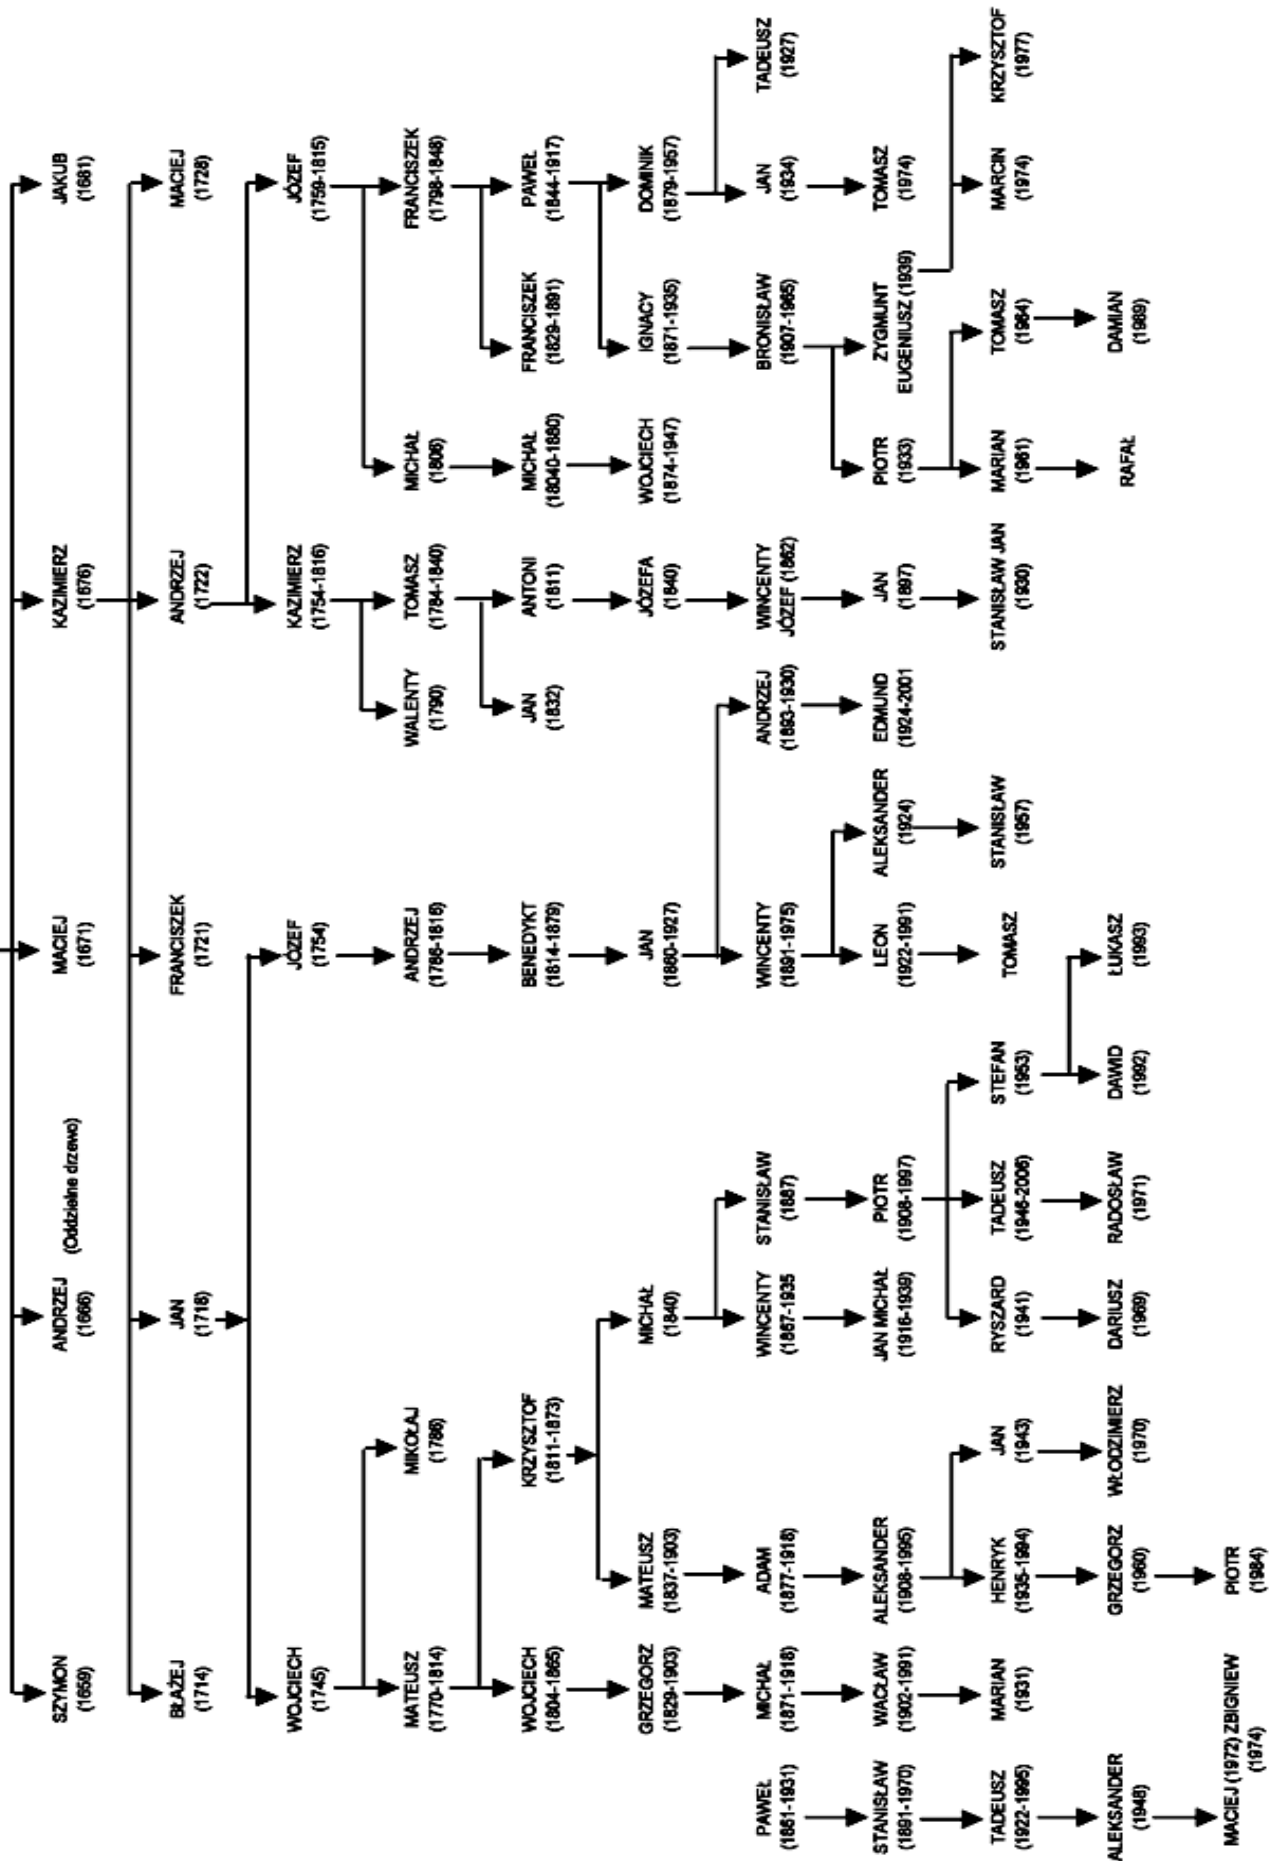 SZYMON
(1659)
ANDRZEJ
(1666)
(Oddzielne drzewo)
MACIEJ
(1671)
KAZIMIERZ
(1676)
JAKUB
(1681)
BŁAŻEJ
(1714)
JAN
(1718)
FRANCISZEK
(1721)
ANDRZEJ
(1722)
MACIEJ
(1728)
WOJCIECH
(1745)
JÓZEF
(1754)
KAZIMIERZ
(1754-1816)
JÓZEF
(1759-1815)
MATEUSZ
(1770-1814)
MIKOŁAJ
(1786)
ANDRZEJ
(1786-1816)
WALENTY
(1790)
TOMASZ
(1784-1840)
MICHAŁ
(1806)
FRANCISZEK
(1798-1848)
WOJCIECH
(1804-1865)
KRZYSZTOF
(1811-1873)
BENEDYKT
(1814-1879)
JAN
(1832)
ANTONI
(1811)
MICHAŁ
(18040-1880)
FRANCISZEK
(1829-1891)
PAWEŁ
(1844-1917)
GRZEGORZ
(1829-1903)
MATEUSZ
(1837-1903)
MICHAŁ
(1840)
JAN
(1860-1927)
JÓZEFA
(1840)
WOJCIECH
(1874-1947)
IGNACY
(1871-1935)
DOMINIK
(1879-1957)
PAWEŁ
(1861-1931)
MICHAŁ
(1871-1918)
ADAM
(1877-1918)
WINCENTY
(1867-1935
STANISŁAW
(1887)
WINCENTY
(1891-1975)
ANDRZEJ
(1893-1930)
WINCENTY
JÓZEF (1862)
BRONISŁAW
(1907-1965)
JAN
(1934)
TADEUSZ
(1927)
STANISŁAW
(1891-1970)
WACŁAW
(1902-1991)
ALEKSANDER
(1908-1995)
JAN MICHAŁ
(1916-1939)
PIOTR
(1908-1997)
LEON
(1922-1991)
ALEKSANDER
(1924)
EDMUND
(1924-2001
JAN
(1897)
PIOTR
(1933)
ZYGMUNT
EUGENIUSZ (1939)
TOMASZ
(1974)
TADEUSZ
(1922-1995)
MARIAN
(1931)
HENRYK
(1935-1994)
JAN
(1943)
RYSZARD
(1941)
TADEUSZ
(1946-2006)
STEFAN
(1953)
TOMASZ
STANISŁAW
(1957)
STANISŁAW JAN
(1930)
MARIAN
(1961)
TOMASZ
(1964)
MARCIN
(1974)
KRZYSZTOF
(1977)
ALEKSANDER
(1948)
GRZEGORZ
(1960)
WŁODZIMIERZ
(1970)
DARIUSZ
(1969)
RADOSŁAW
(1971)
DAWID
(1992)
ŁUKASZ
(1993)
RAFAŁ
DAMIAN
(1989)
MACIEJ (1972) ZBIGNIEW
(1974)
PIOTR
(1984)